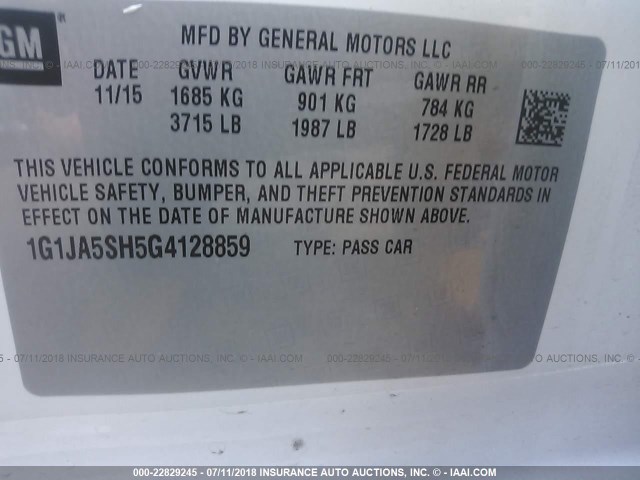 GM
®
MFD BY GENERAL MOTORS LLC
DATE GVWR GAWR FRT GAWR RR
11/15 1685 KG 901 KG 784 KG
3715 LB 1987 LB 1728 LB
THIS VEHICLE CONFORMS TO ALL APPLICABLE U.S. FEDERAL MOTOR
VEHICLE SAFETY, BUMPER, AND THEFT PREVENTION STANDARDS IN
EFFECT ON THE DATE OF MANUFACTURE SHOWN ABOVE.
1G1JA5SH5G4128859 TYPE: PASS CAR
000-22829245 - 07/11/2018 INSURANCE AUTO AUCTIONS, INC. © - IAAI.COM